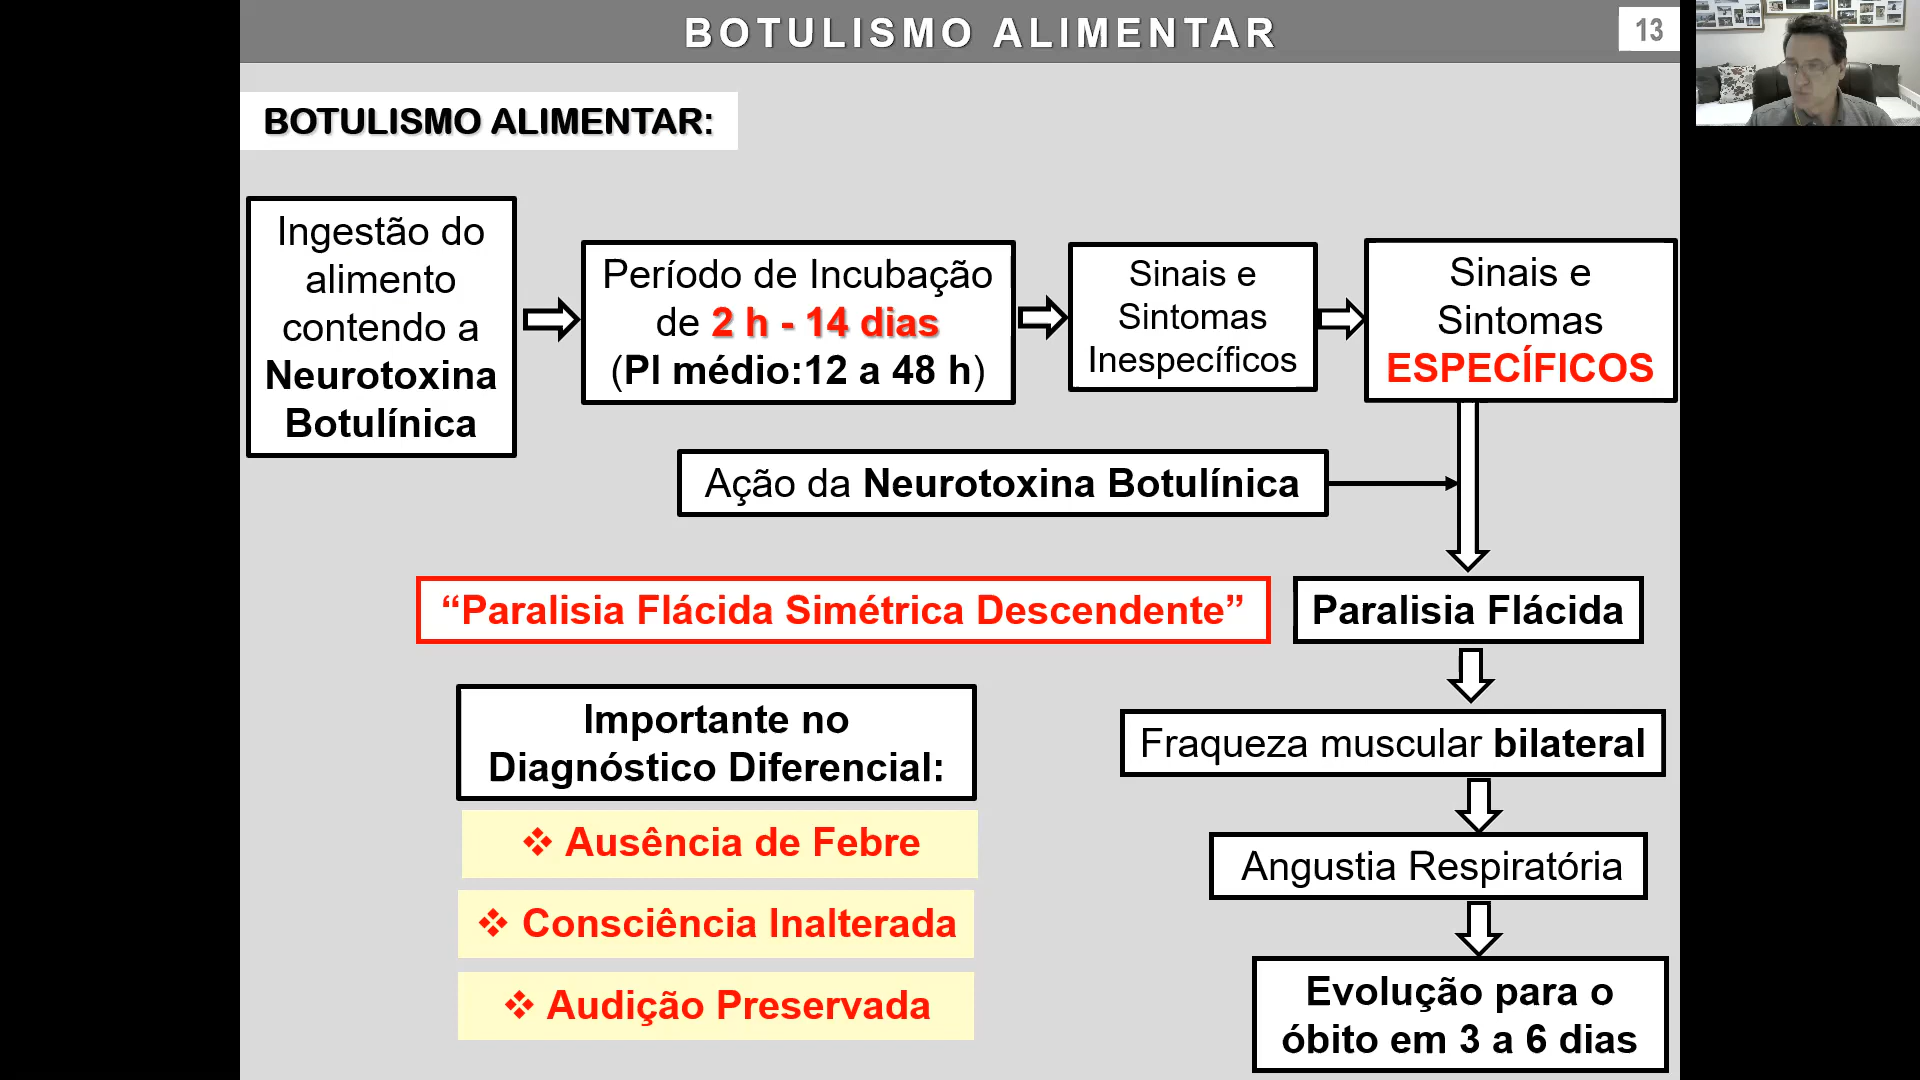 BOTULISMO ALIMENTAR
13
BOTULISMO ALIMENTAR:
Ingestão do
alimento
contendo a
Neurotoxina
Botulínica
Período de Incubação
de 2 h - 14 dias
(PI médio:12 a 48 h)
Sinais e
Sintomas
Inespecíficos
Sinais e
Sintomas
ESPECÍFICOS
Ação da Neurotoxina Botulínica
“Paralisia Flácida Simétrica Descendente”
Paralisia Flácida
Importante no
Diagnóstico Diferencial:
❖ Ausência de Febre
❖ Consciência Inalterada
❖ Audição Preservada
Fraqueza muscular bilateral
Angustia Respiratória
Evolução para o
óbito em 3 a 6 dias